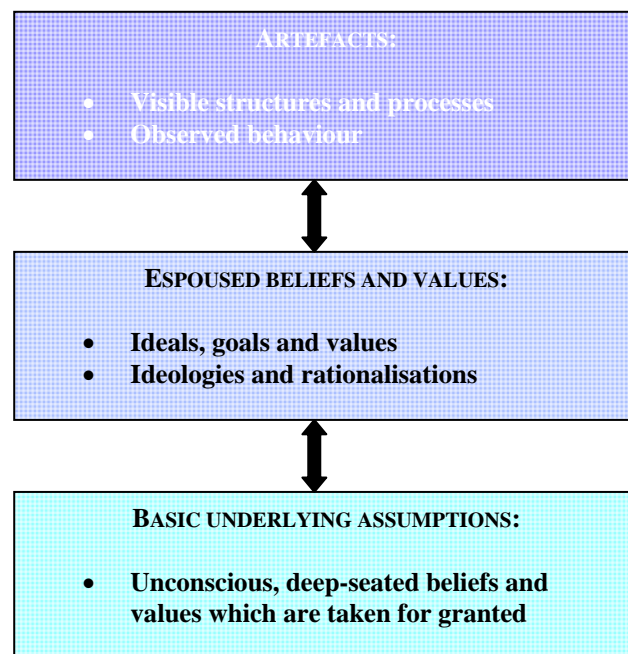 ARTEFACTS:
• Visible structures and processes
• Observed behaviour
ESPOUSED BELIEFS AND VALUES:
• Ideals, goals and values
• Ideologies and rationalisations
BASIC UNDERLYING ASSUMPTIONS:
• Unconscious, deep-seated beliefs and
values which are taken for granted